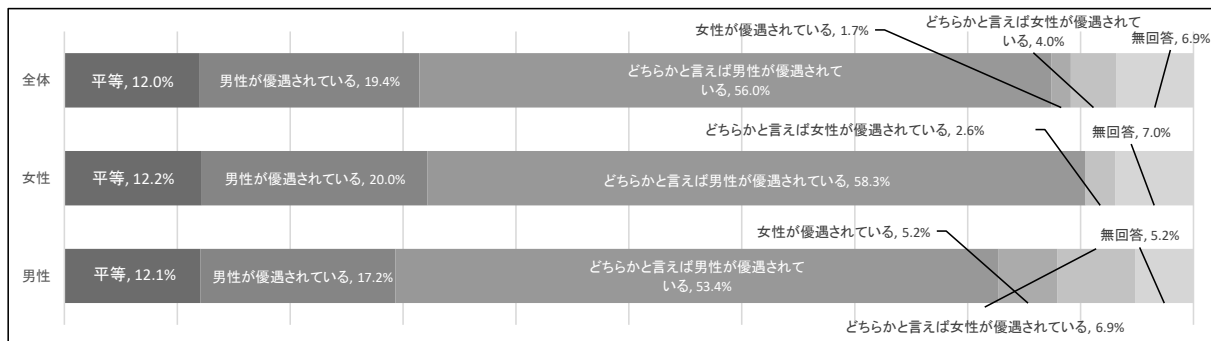 女性が優遇されている, 1.7%
どちらかと言えば女性が優遇されて
いる, 4.0%
無回答, 6.9%
全体
平等, 12.0%
男性が優遇されている, 19.4%
どちらかと言えば男性が優遇されて
いる, 56.0%
どちらかと言えば女性が優遇されている, 2.6%
無回答, 7.0%
女性
平等, 12.2%
男性が優遇されている, 20.0%
どちらかと言えば男性が優遇されている, 58.3%
女性が優遇されている, 5.2%
無回答, 5.2%
男性
平等, 12.1%
男性が優遇されている, 17.2%
どちらかと言えば男性が優遇されて
いる, 53.4%
どちらかと言えば女性が優遇されている, 6.9%